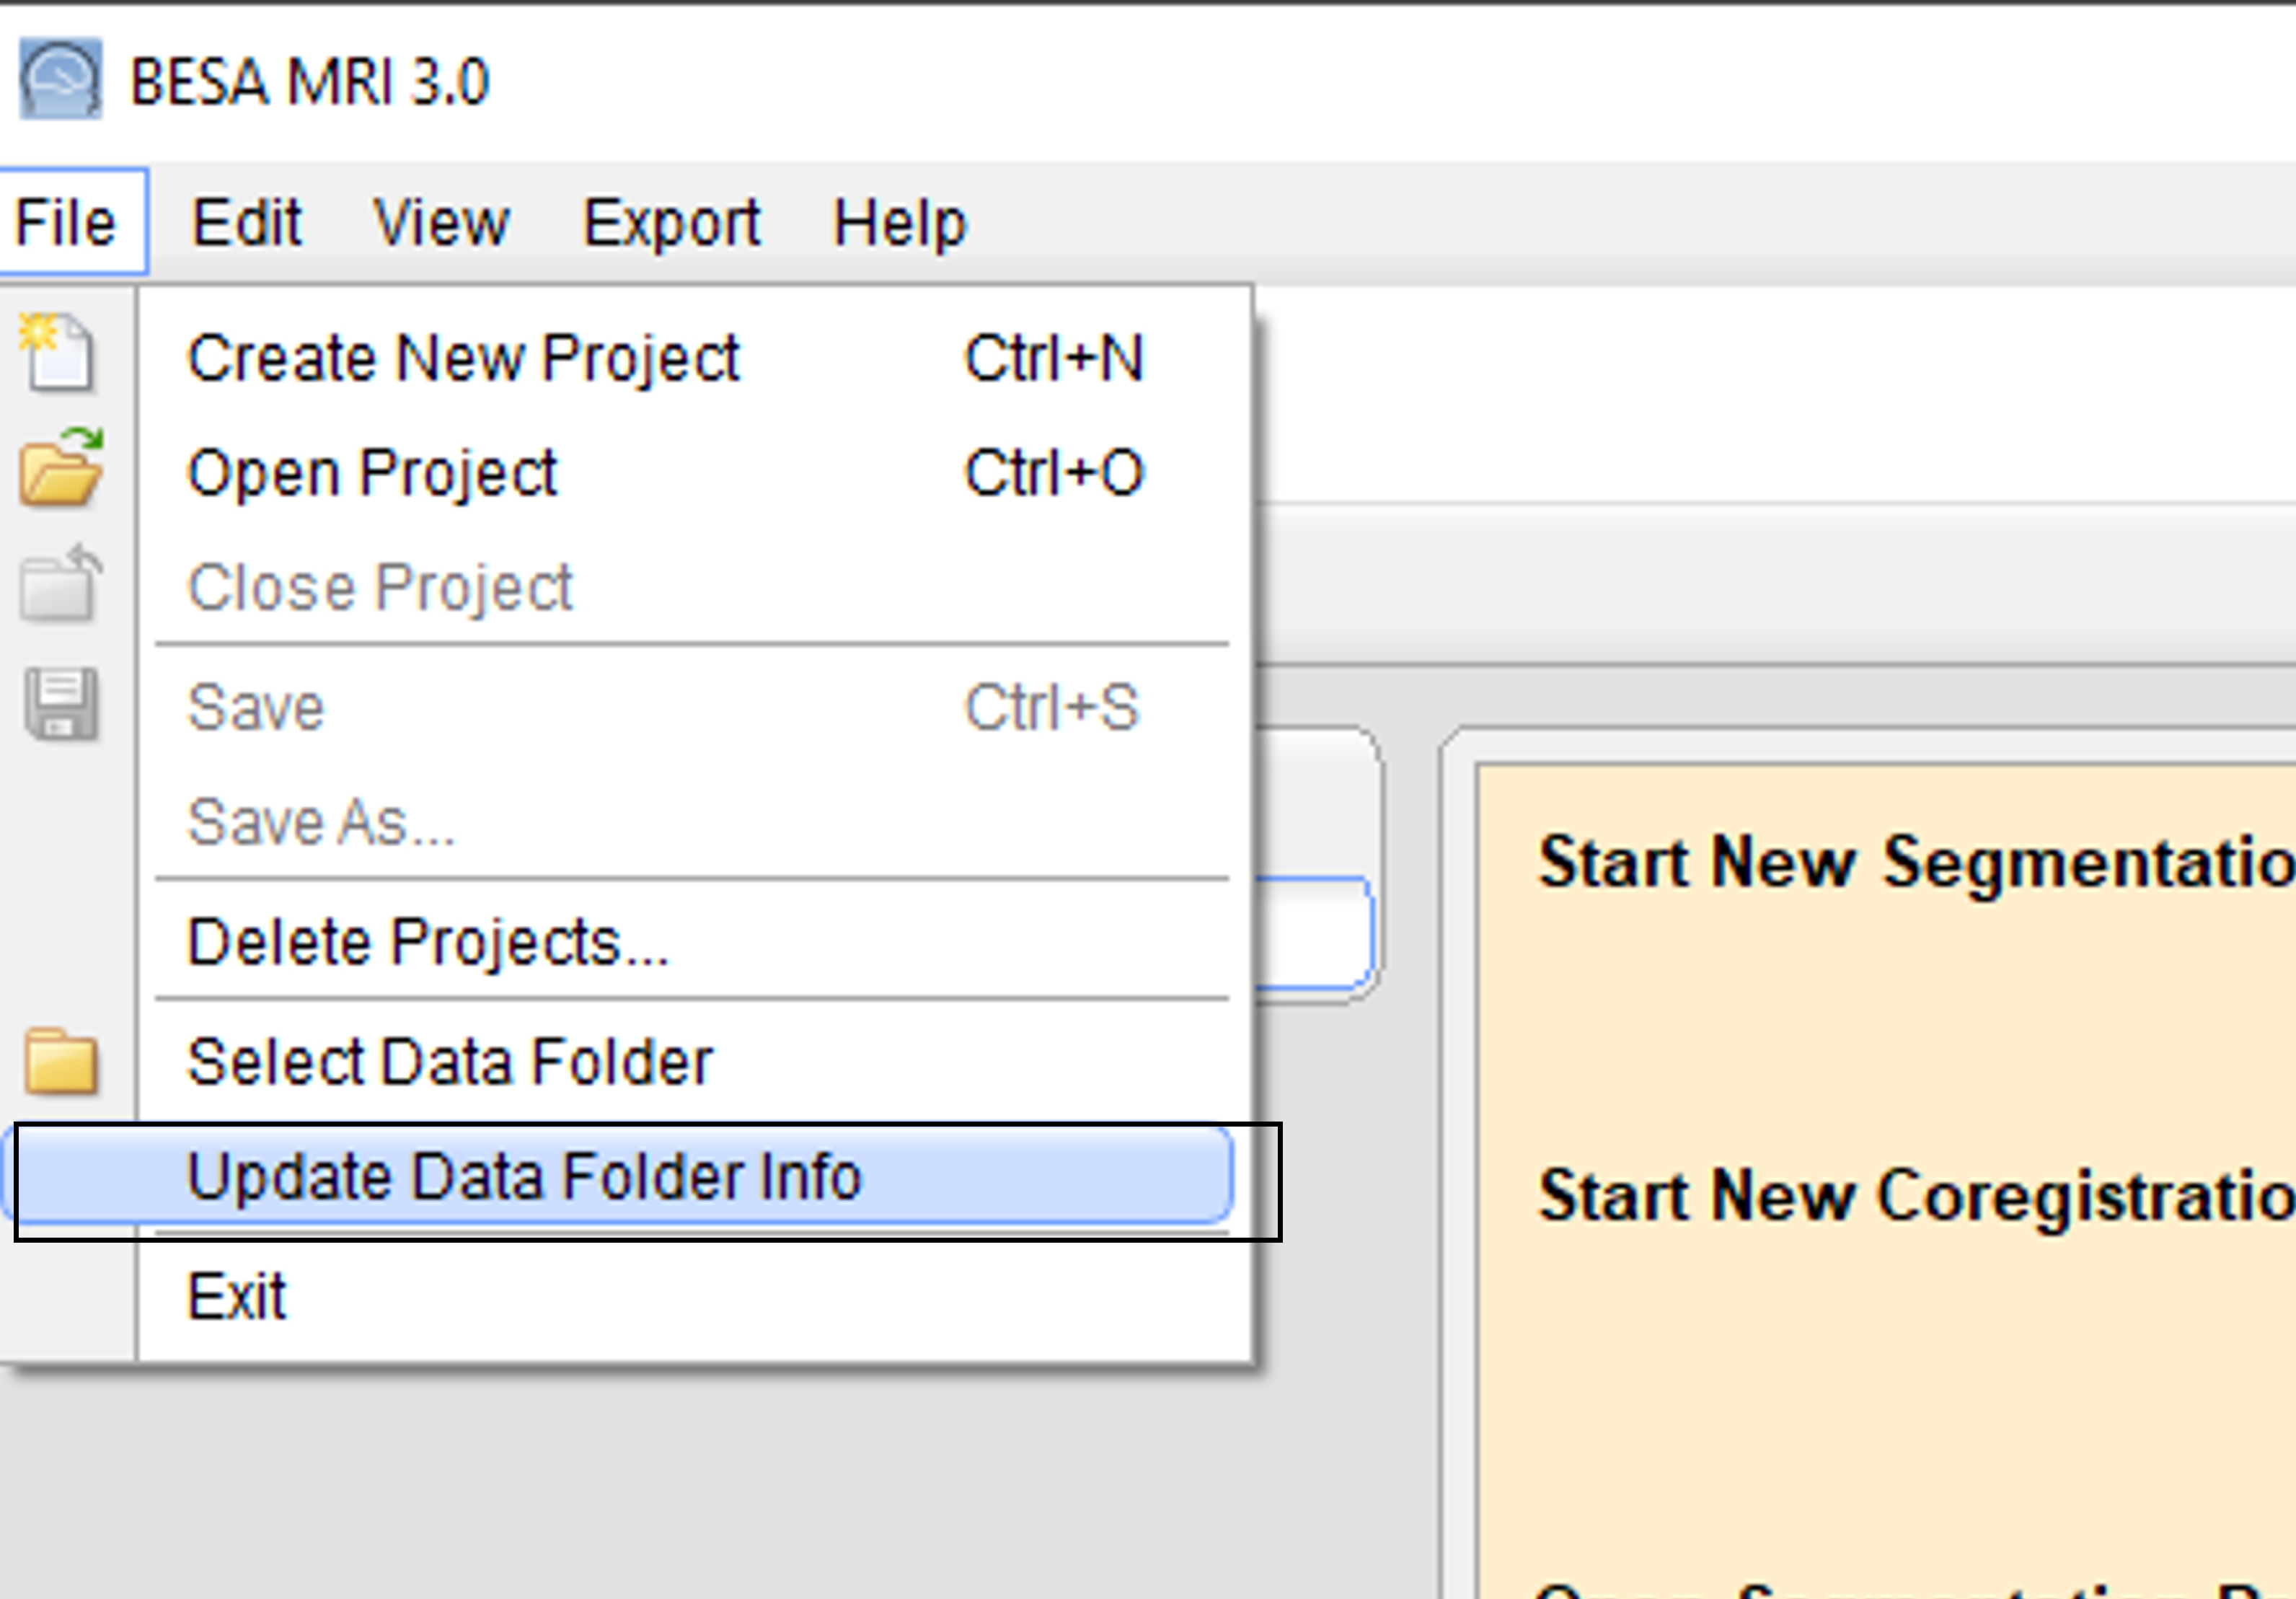 BESA MRI 3.0
File Edit View Export Help
Create New Project Ctrl+N
Open Project Ctrl+O
Close Project
Save Ctrl+S
Save As...
Delete Projects...
Select Data Folder
Update Data Folder Info
Exit
Start New Segmentatio
Start New Coregistratio